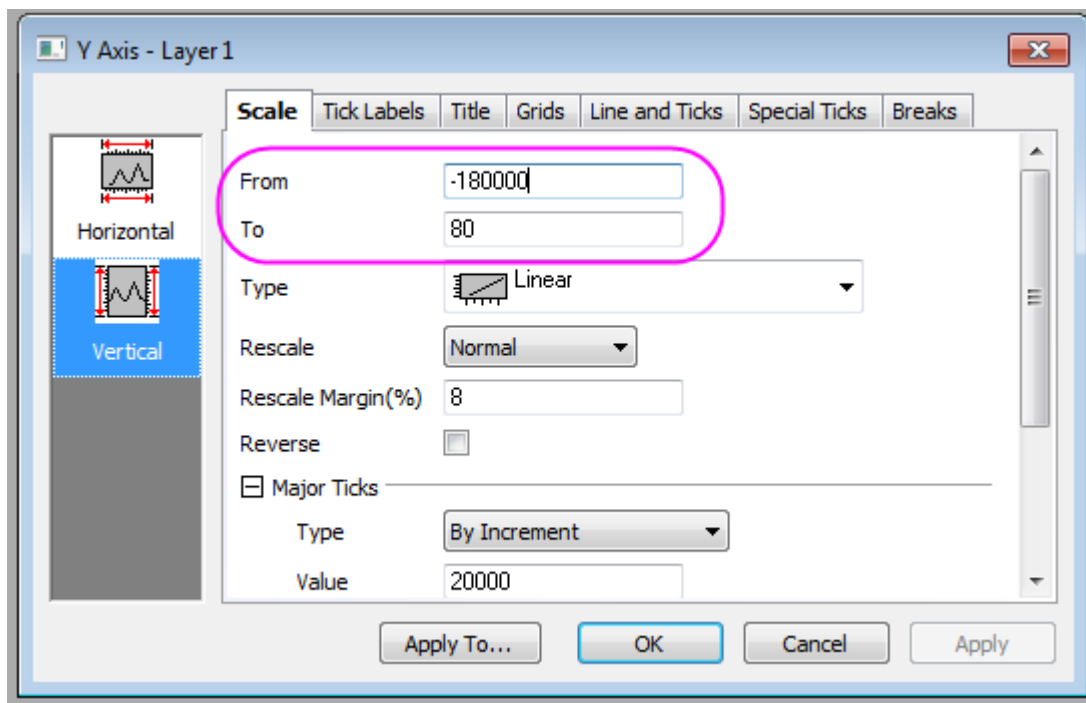 Y Axis - Layer 1
Scale Tick Labels Title Grids Line and Ticks Special Ticks Breaks
Horizontal
Vertical
From -180000
To 80
Type Linear
Rescale Normal
Rescale Margin(%) 8
Reverse
Major Ticks
Type By Increment
Value 20000
Apply To... OK Cancel Apply